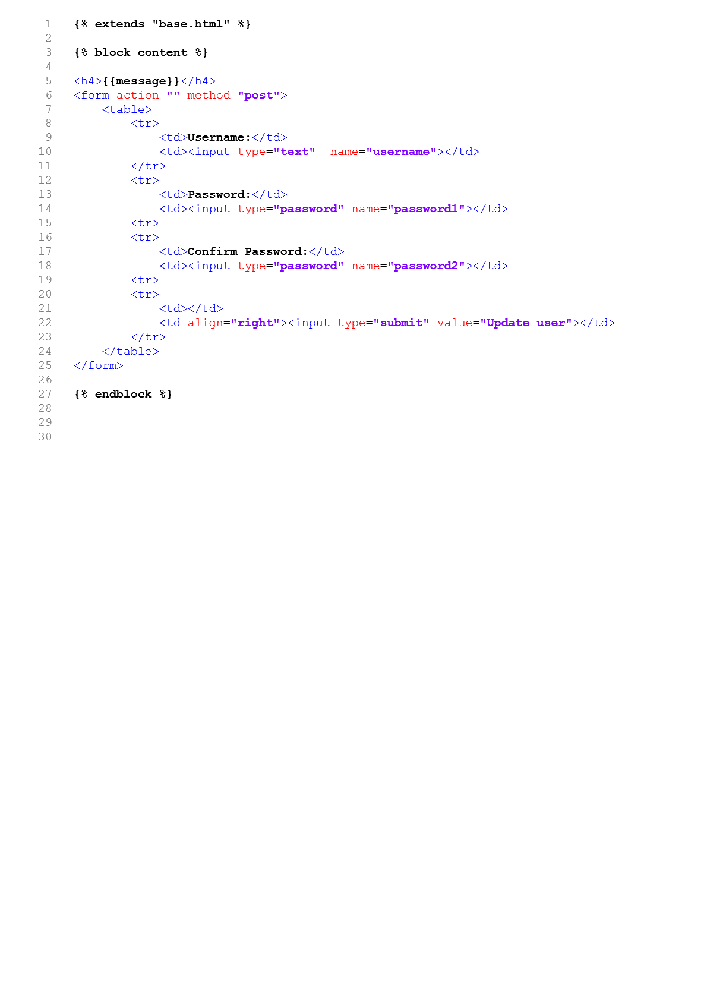 1 {% extends "base.html" %}
2
3 {% block content %}
4
5 <h4>{{message}}</h4>
6 <form action="" method="post">
7     <table>
8         <tr>
9             <td>Username:</td>
10             <td><input type="text"  name="username"></td>
11         </tr>
12         <tr>
13             <td>Password:</td>
14             <td><input type="password" name="password1"></td>
15         <tr>
16         <tr>
17             <td>Confirm Password:</td>
18             <td><input type="password" name="password2"></td>
19         <tr>
20         <tr>
21             <td></td>
22             <td align="right"><input type="submit" value="Update user"></td>
23         </tr>
24     </table>
25 </form>
26
27 {% endblock %}
28
29
30